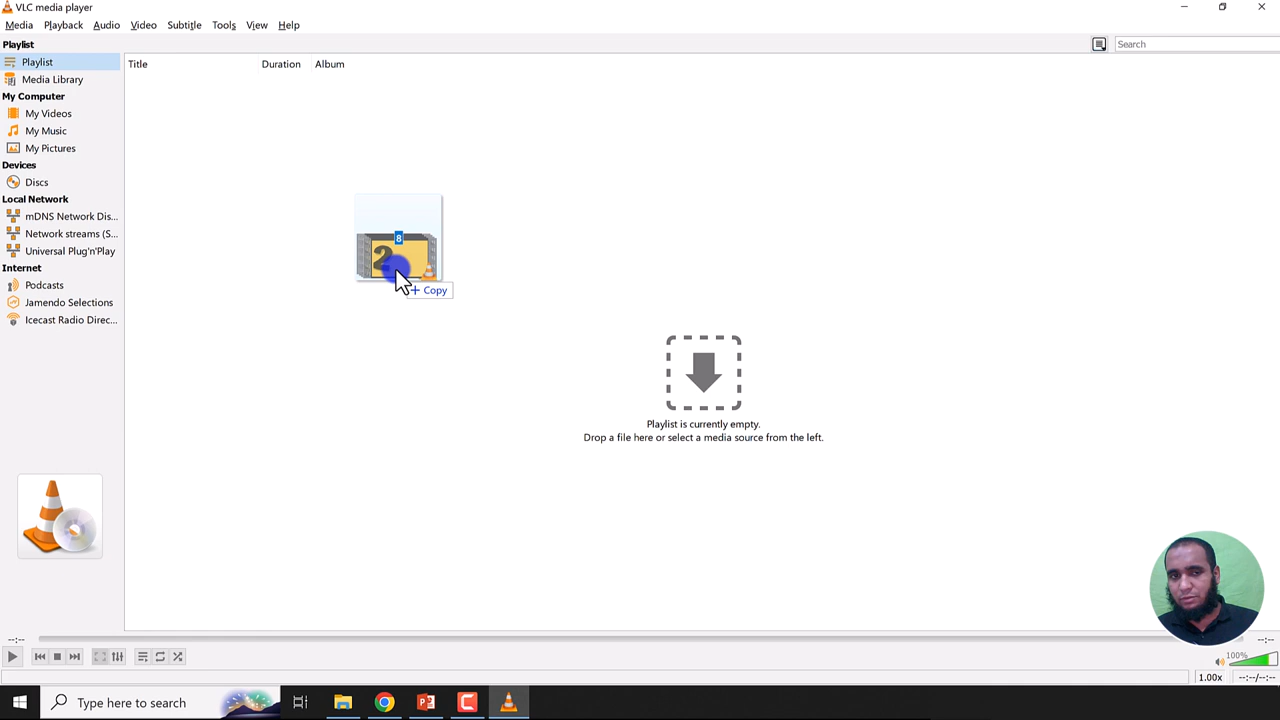 VLC media player
Media Playback Audio Video Subtitle Tools View Help
Playlist
Search
Playlist
Title Duration Album
Media Library
My Computer
My Videos
My Music
My Pictures
Devices
Discs
Local Network
mDNS Network Dis...
Network streams (S...
Universal Plug'n'Play
Internet
Podcasts
Jamendo Selections
Icecast Radio Direc...
8
2
+ Copy
Playlist is currently empty.
Drop a file here or select a media source from the left.
--:-- --:--
100%
1.00x --:--/--:--
Type here to search